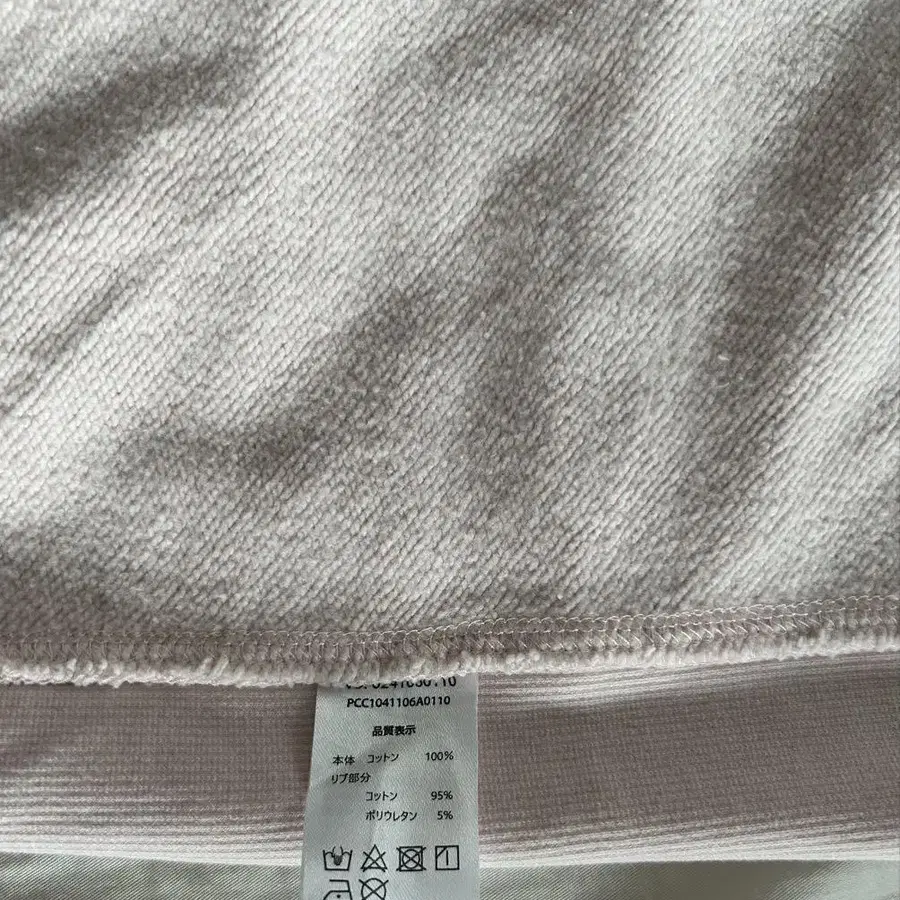 PCC1041106A0110
品質表示
本体 コットン 100%
リブ部分
コットン 95%
ポリウレタン 5%